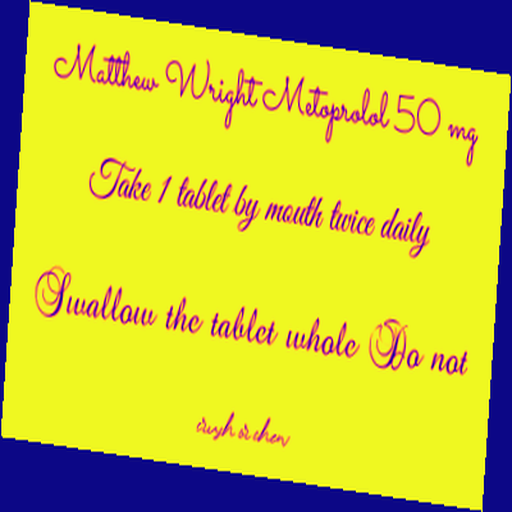 Matthew Wright Metoprolol 50 mg
Take 1 tablet by mouth twice daily
Swallow the tablet whole Do not
crush or chew